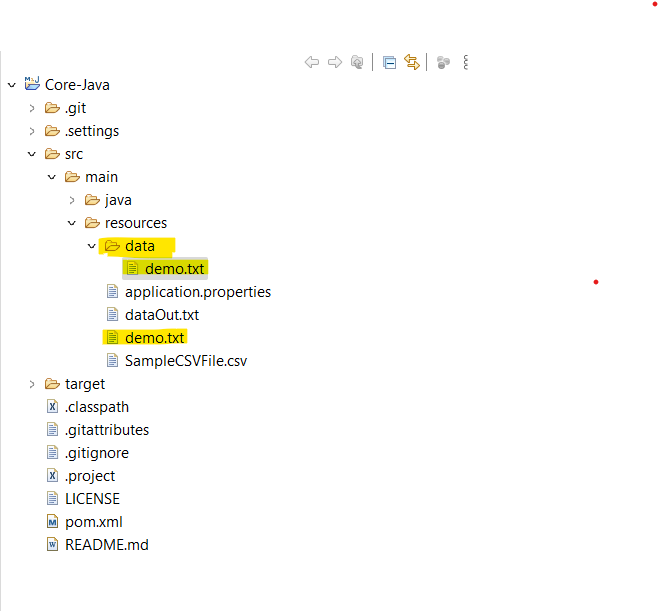 Core-Java
.git
.settings
src
main
java
resources
data
demo.txt
application.properties
dataOut.txt
demo.txt
SampleCSVFile.csv
target
.classpath
.gitattributes
.gitignore
.project
LICENSE
pom.xml
README.md